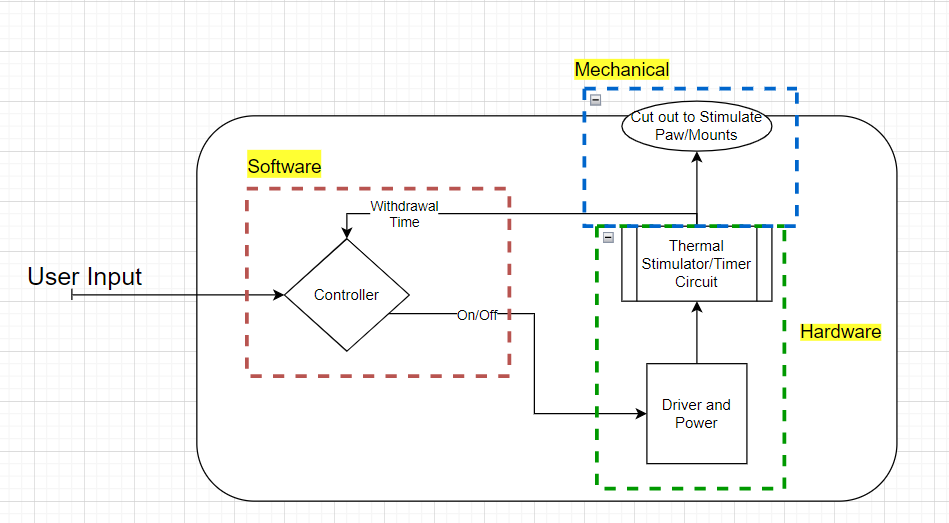 Mechanical
Cut out to Stimulate
Paw/Mounts
Software
Withdrawal
Time
Thermal
Stimulator/Timer
Circuit
User Input
Controller
On/Off
Hardware
Driver and
Power